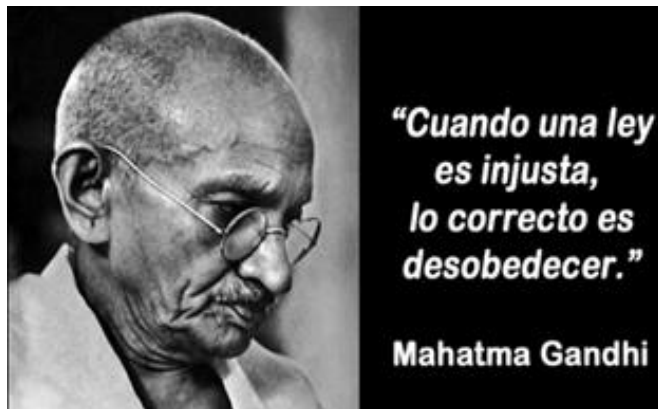 “Cuando una ley
es injusta,
lo correcto es
desobedecer.”
Mahatma Gandhi